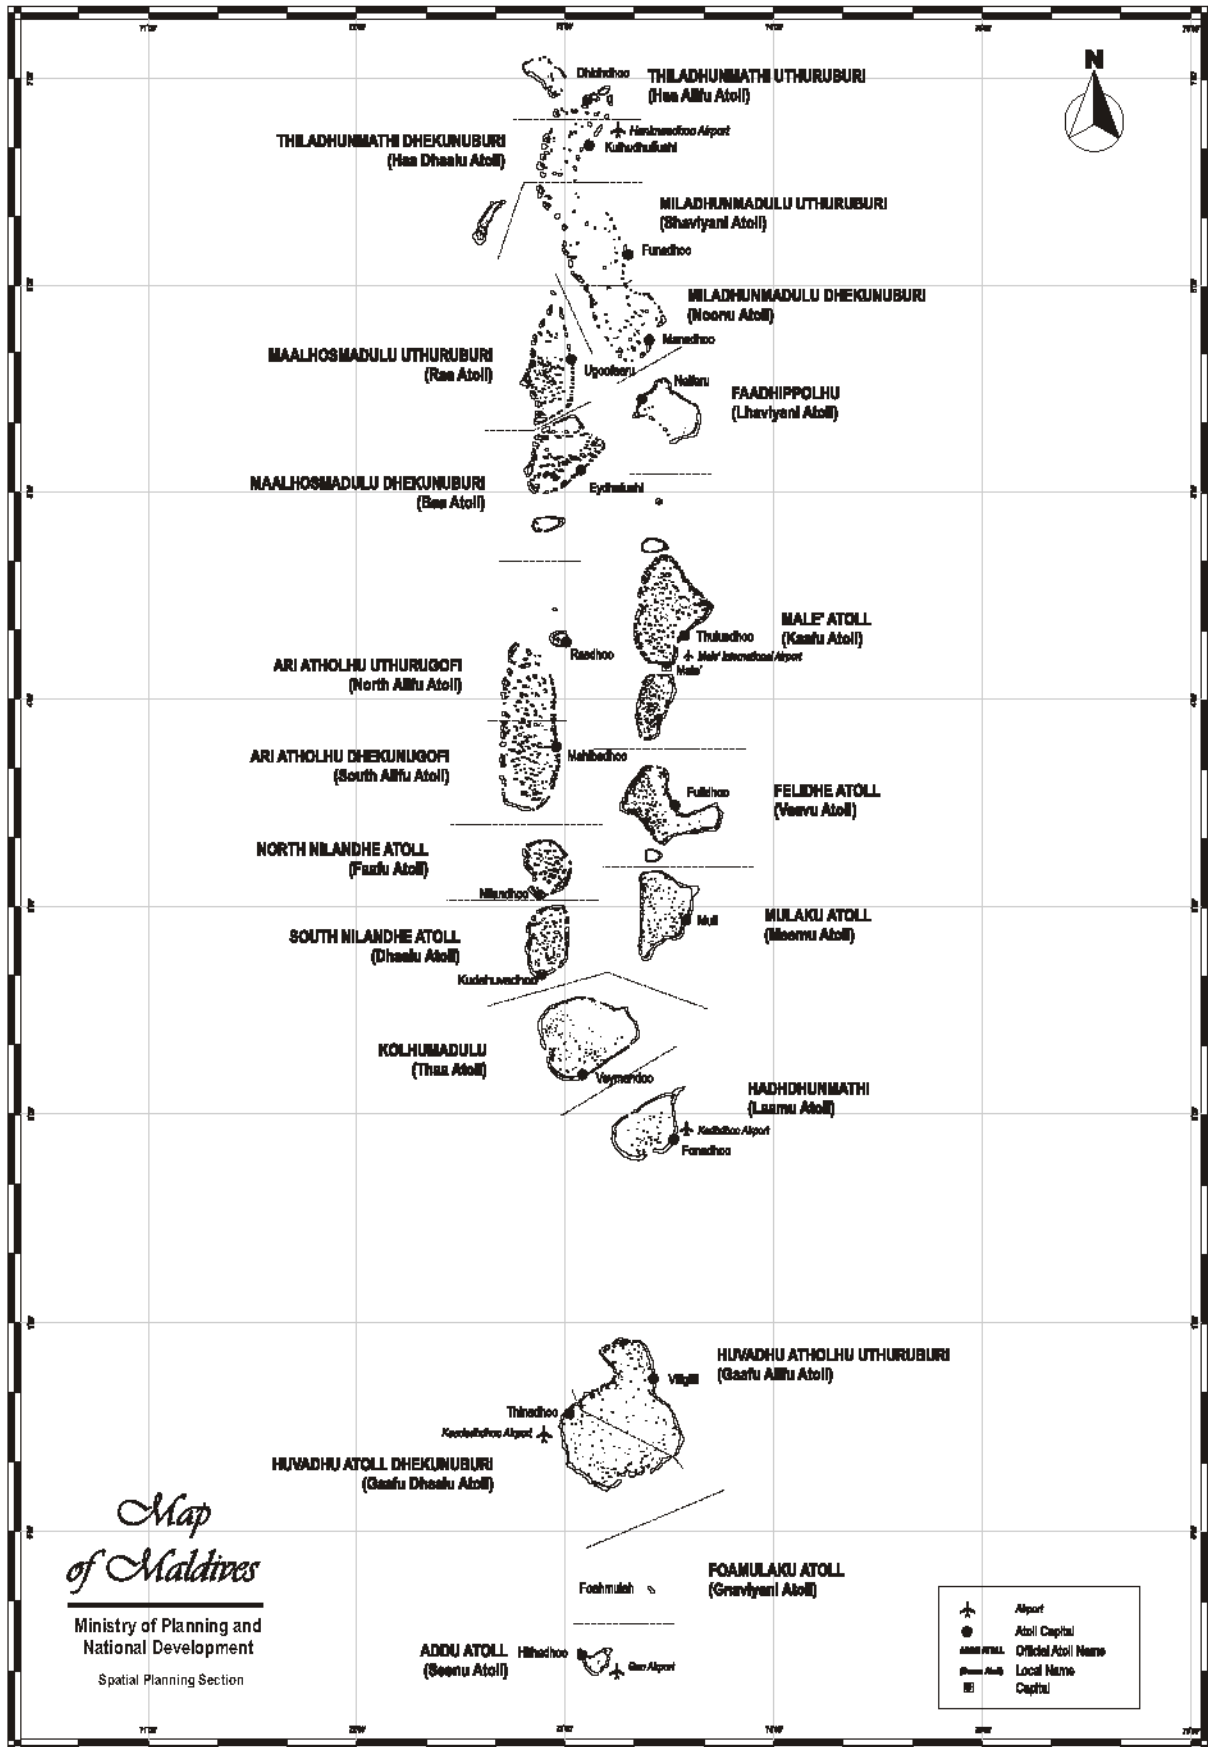 N
Dhidhdhoo
THILADHUNMATHI UTHURUBURI
(Haa Alifu Atoll)
Hanimaadhoo Airport
THILADHUNMATHI DHEKUNUBURI
(Haa Dhaalu Atoll)
Kulhudhuffushi
MILADHUNMADULU UTHURUBURI
(Shaviyani Atoll)
Funadhoo
MILADHUNMADULU DHEKUNUBURI
(Noonu Atoll)
Manadhoo
MAALHOSMADULU UTHURUBURI
(Raa Atoll)
Ugoofaaru
Naifaru
FAADHIPPOLHU
(Lhaviyani Atoll)
MAALHOSMADULU DHEKUNUBURI
(Baa Atoll)
Eydhafushi
MALE' ATOLL
(Kaafu Atoll)
Thulusdhoo
Male' International Airport
Male'
Rasdhoo
ARI ATHOLHU UTHURUGOFI
(North Alifu Atoll)
ARI ATHOLHU DHEKUNUGOFI
(South Alifu Atoll)
Mahibadhoo
Fulidhoo
FELIDHE ATOLL
(Vaavu Atoll)
NORTH NILANDHE ATOLL
(Faafu Atoll)
Nilandhoo
Muli
MULAKU ATOLL
(Meemu Atoll)
SOUTH NILANDHE ATOLL
(Dhaalu Atoll)
Kudahuvadhoo
KOLHUMADULU
(Thaa Atoll)
Veymandoo
HADHDHUNMATHI
(Laamu Atoll)
Kadhdhoo Airport
Fonadhoo
HUVADHU ATHOLHU UTHURUBURI
(Gaafu Alifu Atoll)
Viligili
Thinadhoo
Kaadedhdhoo Airport
HUVADHU ATOLL DHEKUNUBURI
(Gaafu Dhaalu Atoll)
FOAMULAKU ATOLL
(Gnaviyani Atoll)
Foahmulah
ADDU ATOLL
(Seenu Atoll)
Hithadhoo
Gan Airport
Map
of Maldives
Ministry of Planning and
National Development
Spatial Planning Section
Airport
Atoll Capital
Official Atoll Name
Local Name
Capital